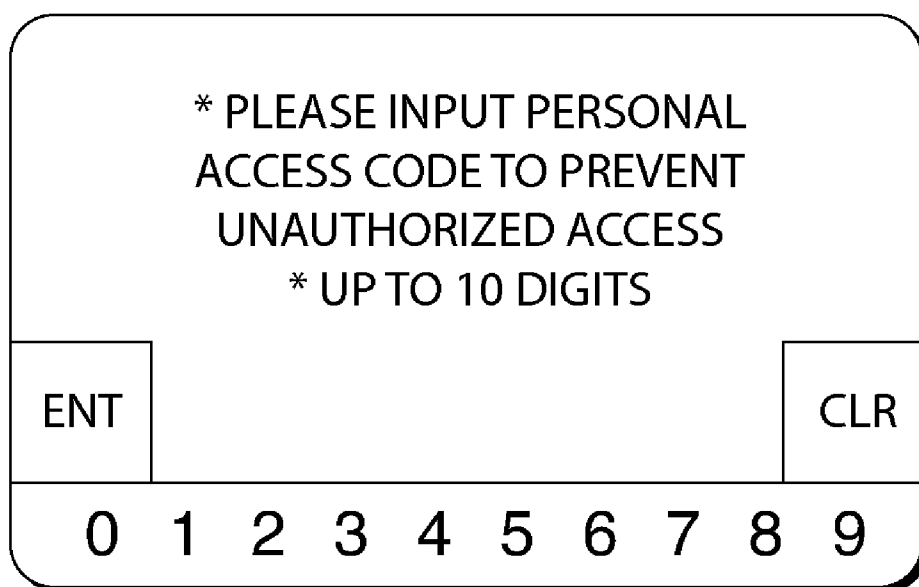 * PLEASE INPUT PERSONAL
ACCESS CODE TO PREVENT
UNAUTHORIZED ACCESS
* UP TO 10 DIGITS
ENT CLR
0 1 2 3 4 5 6 7 8 9